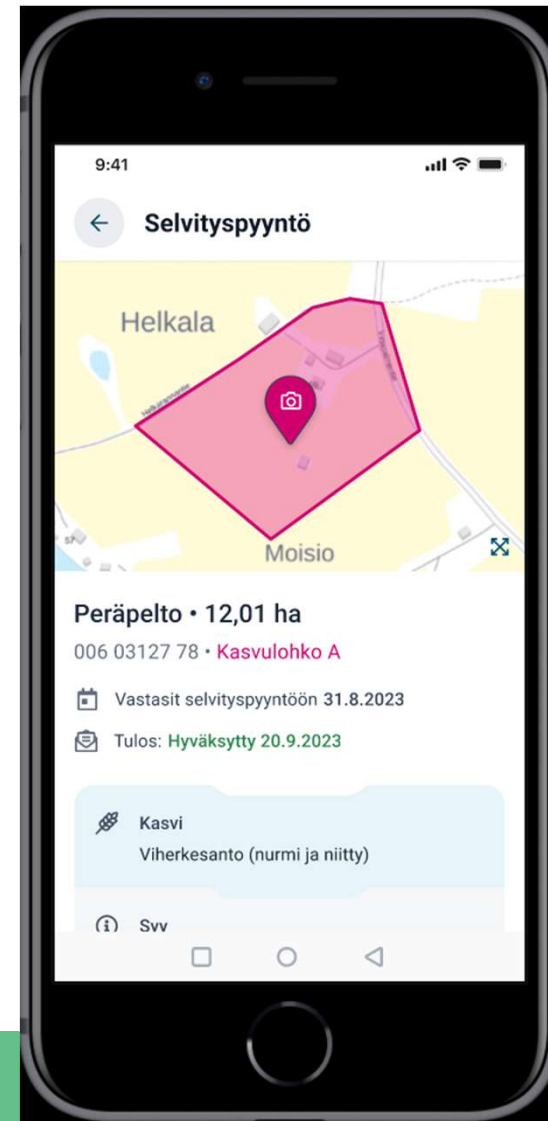 9:41
Selvityspyyntö
Helkala
57
Moisio
Peräpelto • 12,01 ha
006 03127 78 • Kasvulohko A
Vastasit selvityspyyntöön 31.8.2023
Tulos: Hyväksytty 20.9.2023
Kasvi
Viherkesanto (nurmi ja niitty)
Syy